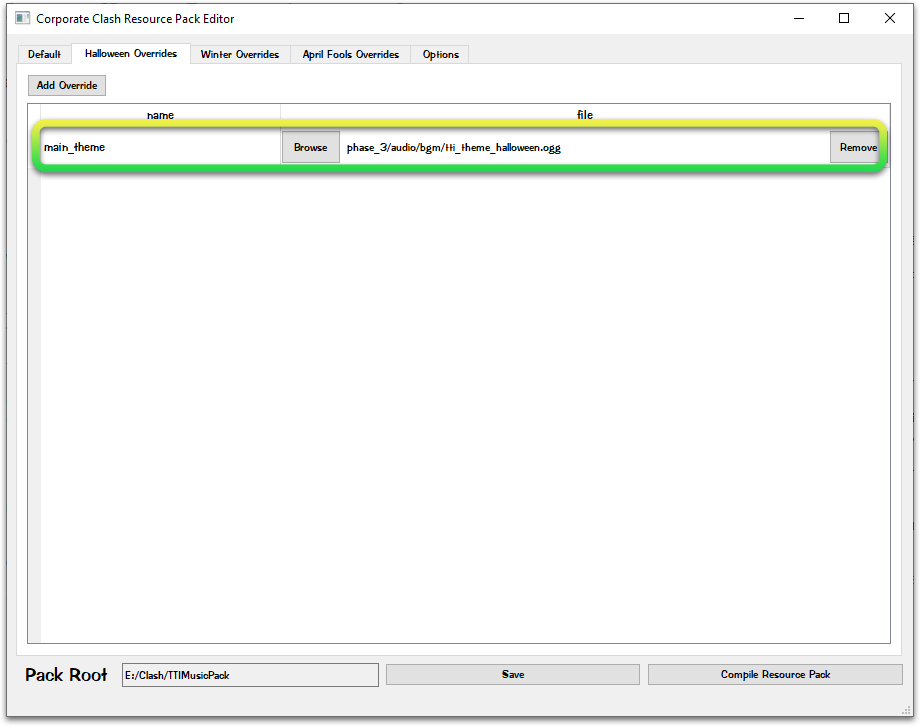 Corporate Clash Resource Pack Editor
Default Halloween Overrides Winter Overrides April Fools Overrides Options
Add Override
name file
main_theme Browse phase_3/audio/bgm/tti_theme_halloween.ogg Remove
Pack Root E:/Clash/TTIMusicPack Save Compile Resource Pack